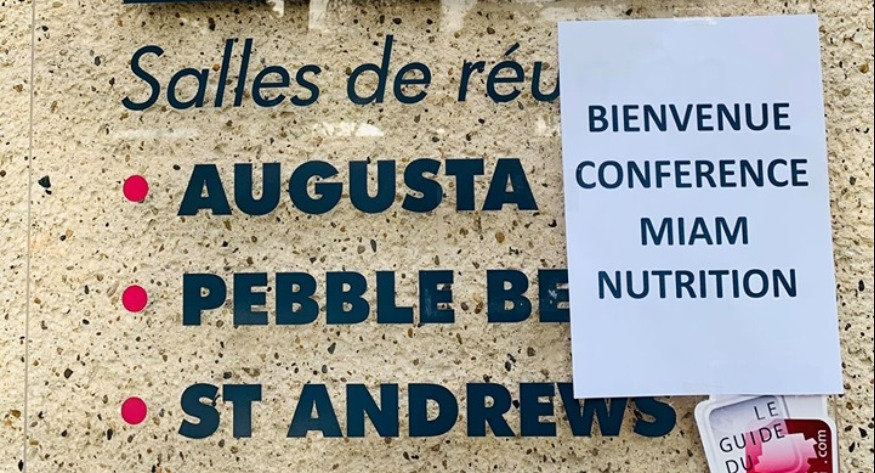 Salles de réu
AUGUSTA
PEBBLE BE
ST ANDREWS
BIENVENUE
CONFERENCE
MIAM
NUTRITION
LE
GUIDE
DU
.com